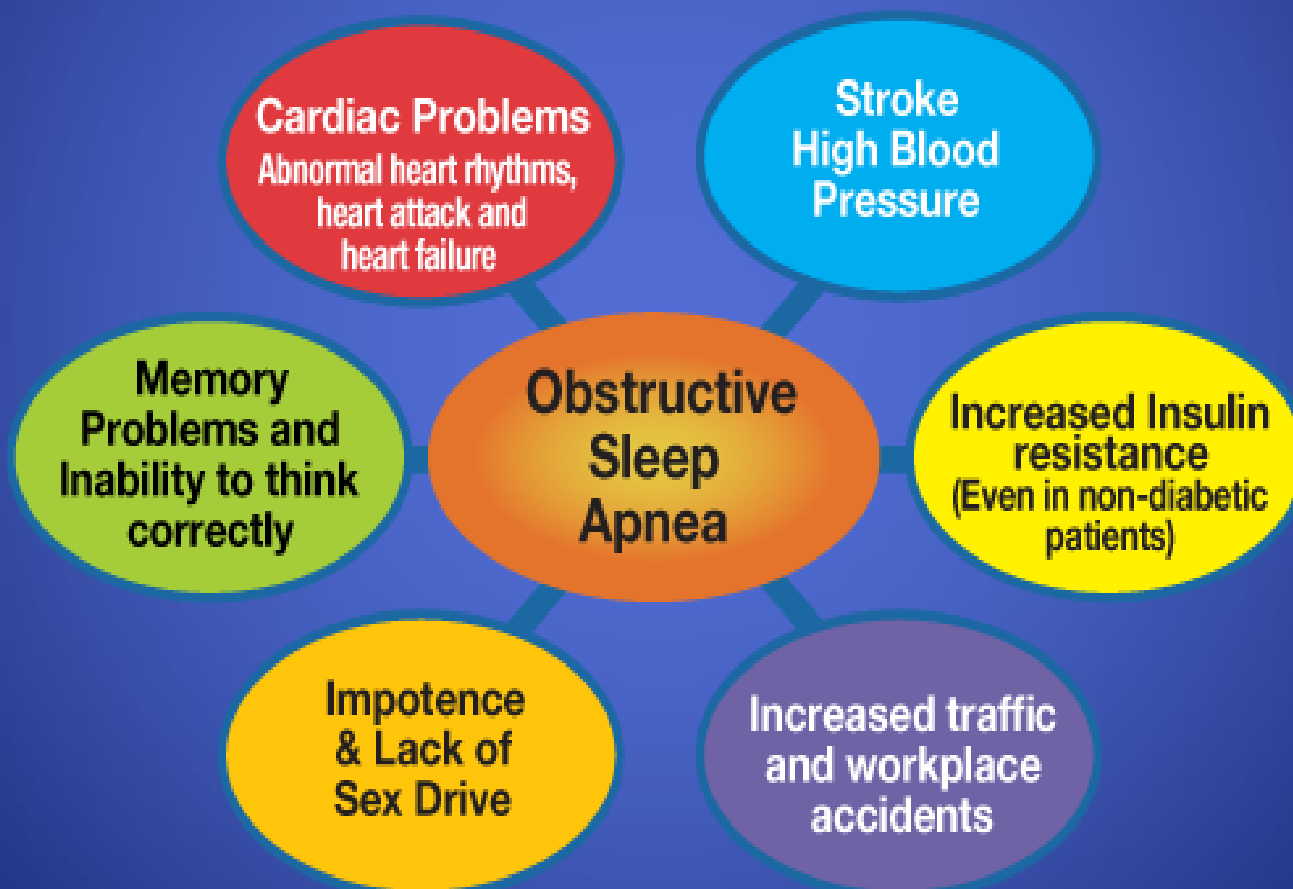 Cardiac Problems
Abnormal heart rhythms,
heart attack and
heart failure
Stroke
High Blood
Pressure
Memory
Problems and
Inability to think
correctly
Obstructive
Sleep
Apnea
Increased Insulin
resistance
(Even in non-diabetic
patients)
Impotence
& Lack of
Sex Drive
Increased traffic
and workplace
accidents